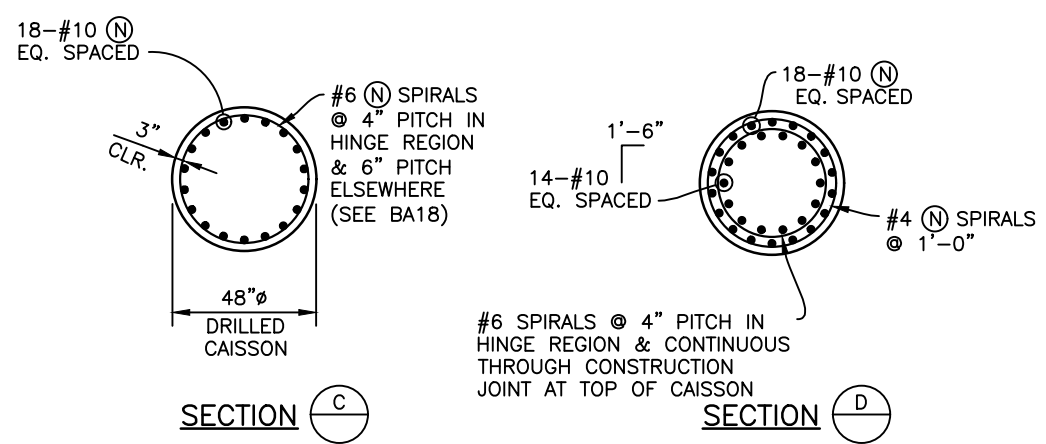 18-#10 Ⓝ
EQ. SPACED
3"
CLR.
#6 Ⓝ SPIRALS
@ 4" PITCH IN
HINGE REGION
& 6" PITCH
ELSEWHERE
(SEE BA18)
48"ø
DRILLED
CAISSON
SECTION C
18-#10 Ⓝ
EQ. SPACED
1'-6"
14-#10
EQ. SPACED
#4 Ⓝ SPIRALS
@ 1'-0"
#6 SPIRALS @ 4" PITCH IN
HINGE REGION & CONTINUOUS
THROUGH CONSTRUCTION
JOINT AT TOP OF CAISSON
SECTION D